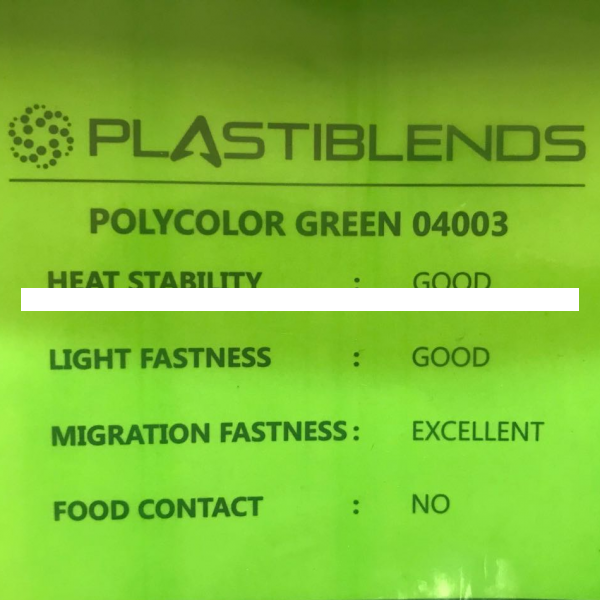 PLASTIBLENDS
POLYCOLOR GREEN 04003
HEAT STABILITY : GOOD
LIGHT FASTNESS : GOOD
MIGRATION FASTNESS : EXCELLENT
FOOD CONTACT : NO